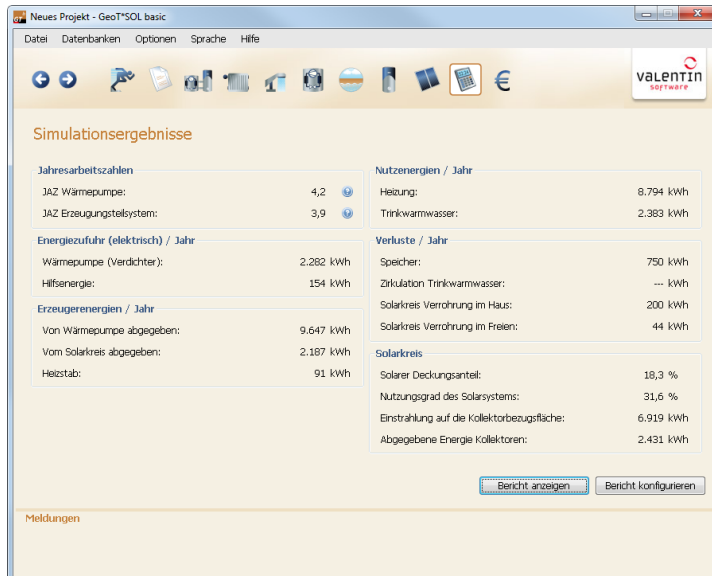 Neues Projekt - GeoT*SOL basic
Datei Datenbanken Optionen Sprache Hilfe
valentin
software
Simulationsergebnisse
Jahresarbeitszahlen
JAZ Wärmepumpe: 4,2
JAZ Erzeugungsteilsystem: 3,9
Energiezufuhr (elektrisch) / Jahr
Wärmepumpe (Verdichter): 2.282 kWh
Hilfsenergie: 154 kWh
Erzeugerenergien / Jahr
Von Wärmepumpe abgegeben: 9.647 kWh
Vom Solarkreis abgegeben: 2.187 kWh
Heizstab: 91 kWh
Nutzenergien / Jahr
Heizung: 8.794 kWh
Trinkwarmwasser: 2.383 kWh
Verluste / Jahr
Speicher: 750 kWh
Zirkulation Trinkwarmwasser: --- kWh
Solarkreis Verrohrung im Haus: 200 kWh
Solarkreis Verrohrung im Freien: 44 kWh
Solarkreis
Solarer Deckungsanteil: 18,3 %
Nutzungsgrad des Solarsystems: 31,6 %
Einstrahlung auf die Kollektorbezugsfläche: 6.919 kWh
Abgegebene Energie Kollektoren: 2.431 kWh
Bericht anzeigen Bericht konfigurieren
Meldungen